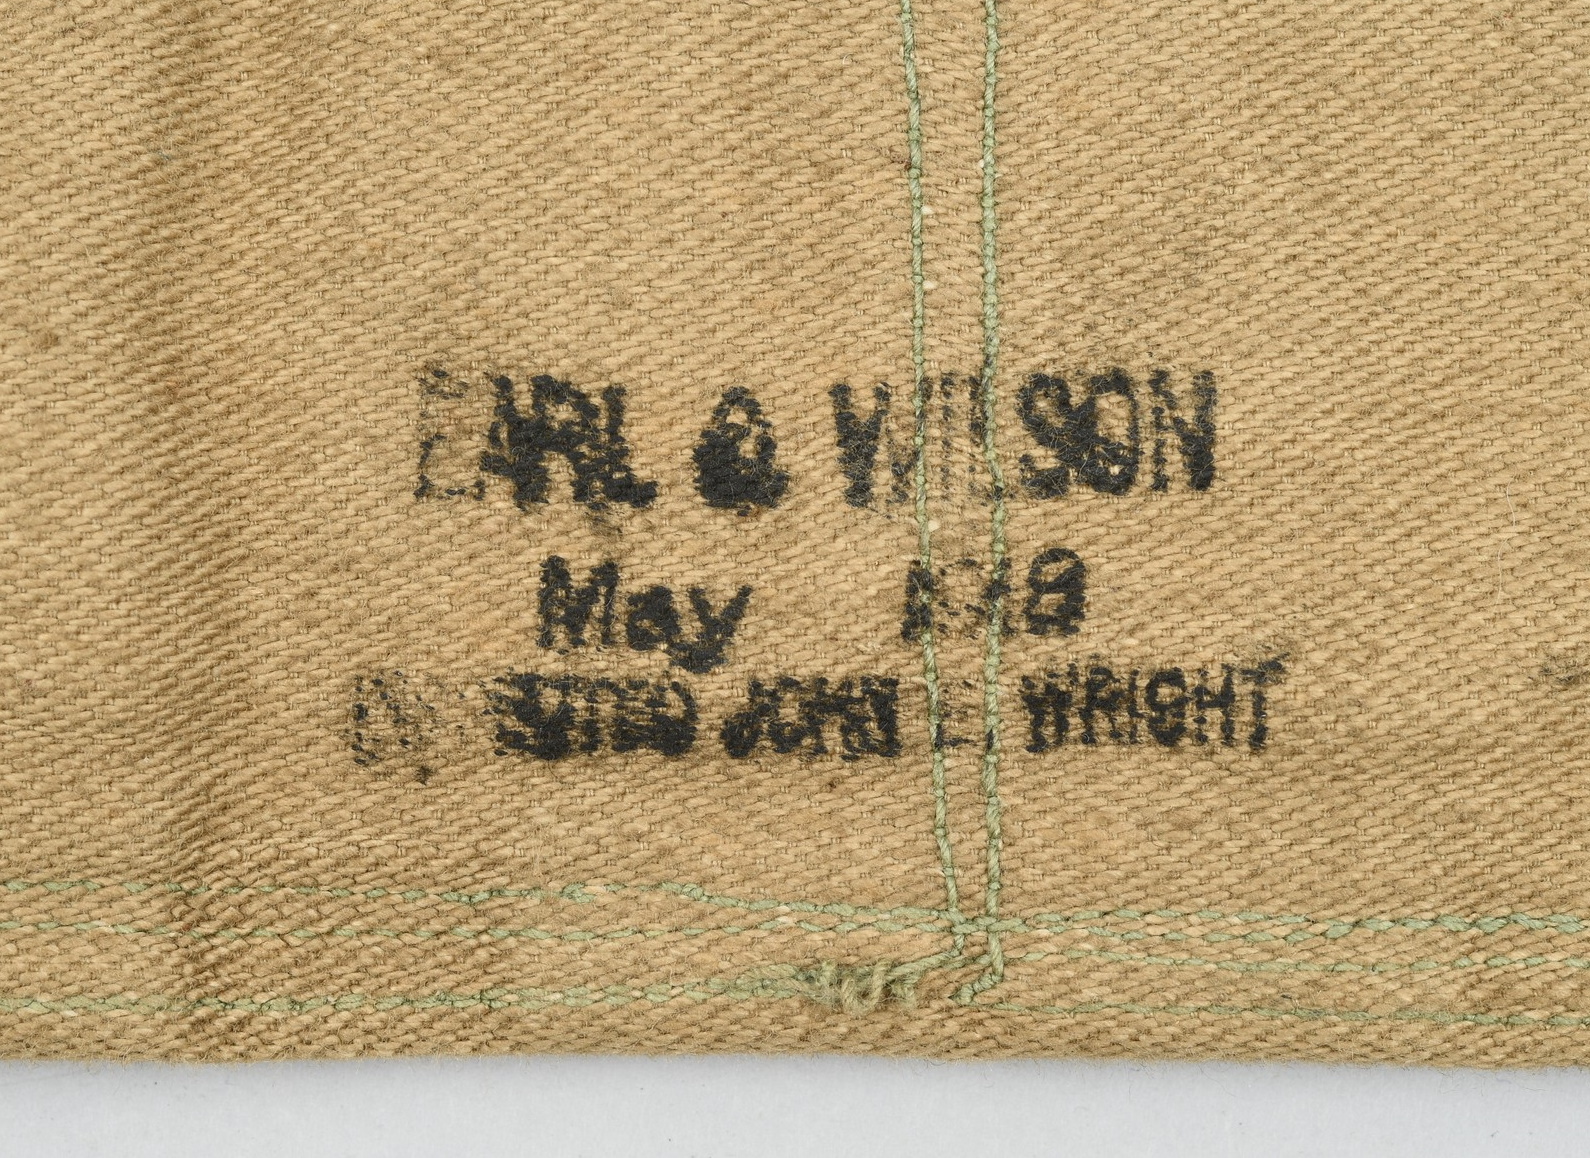 EARL & WILSON
May 1918
JOHN L. WRIGHT